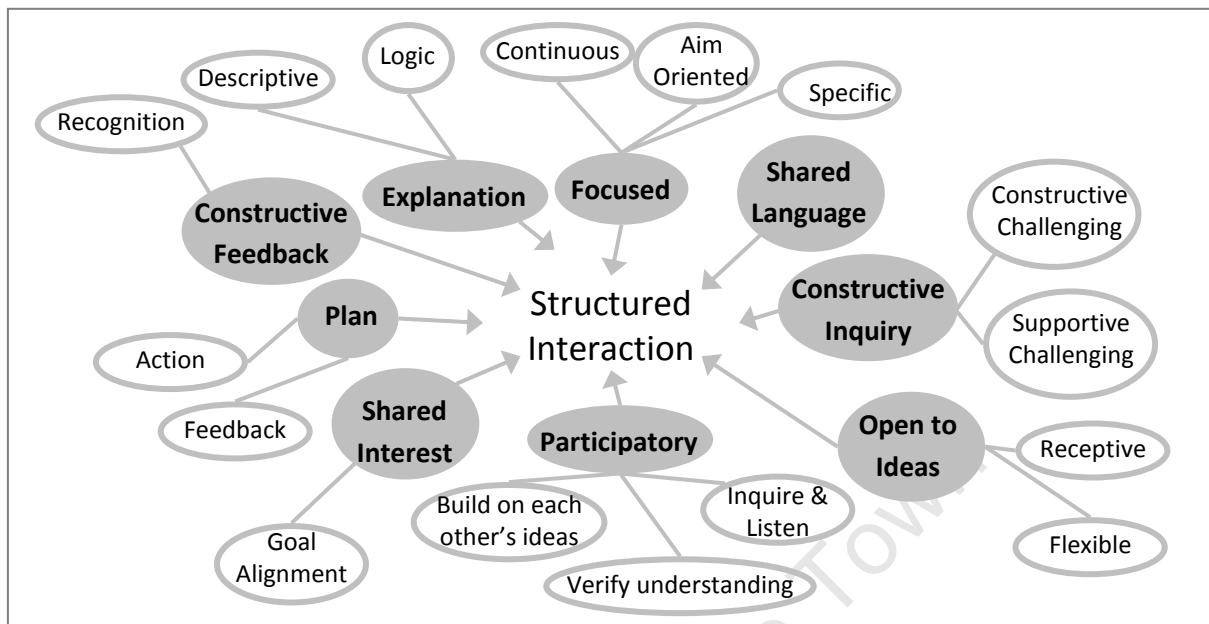 Logic
Continuous
Aim
Oriented
Descriptive
Specific
Recognition
Explanation
Focused
Shared
Language
Constructive
Feedback
Constructive
Challenging
Structured
Interaction
Constructive
Inquiry
Plan
Supportive
Challenging
Action
Feedback
Shared
Interest
Participatory
Open to
Ideas
Receptive
Build on each
other's ideas
Inquire &
Listen
Goal
Alignment
Verify understanding
Flexible
Town